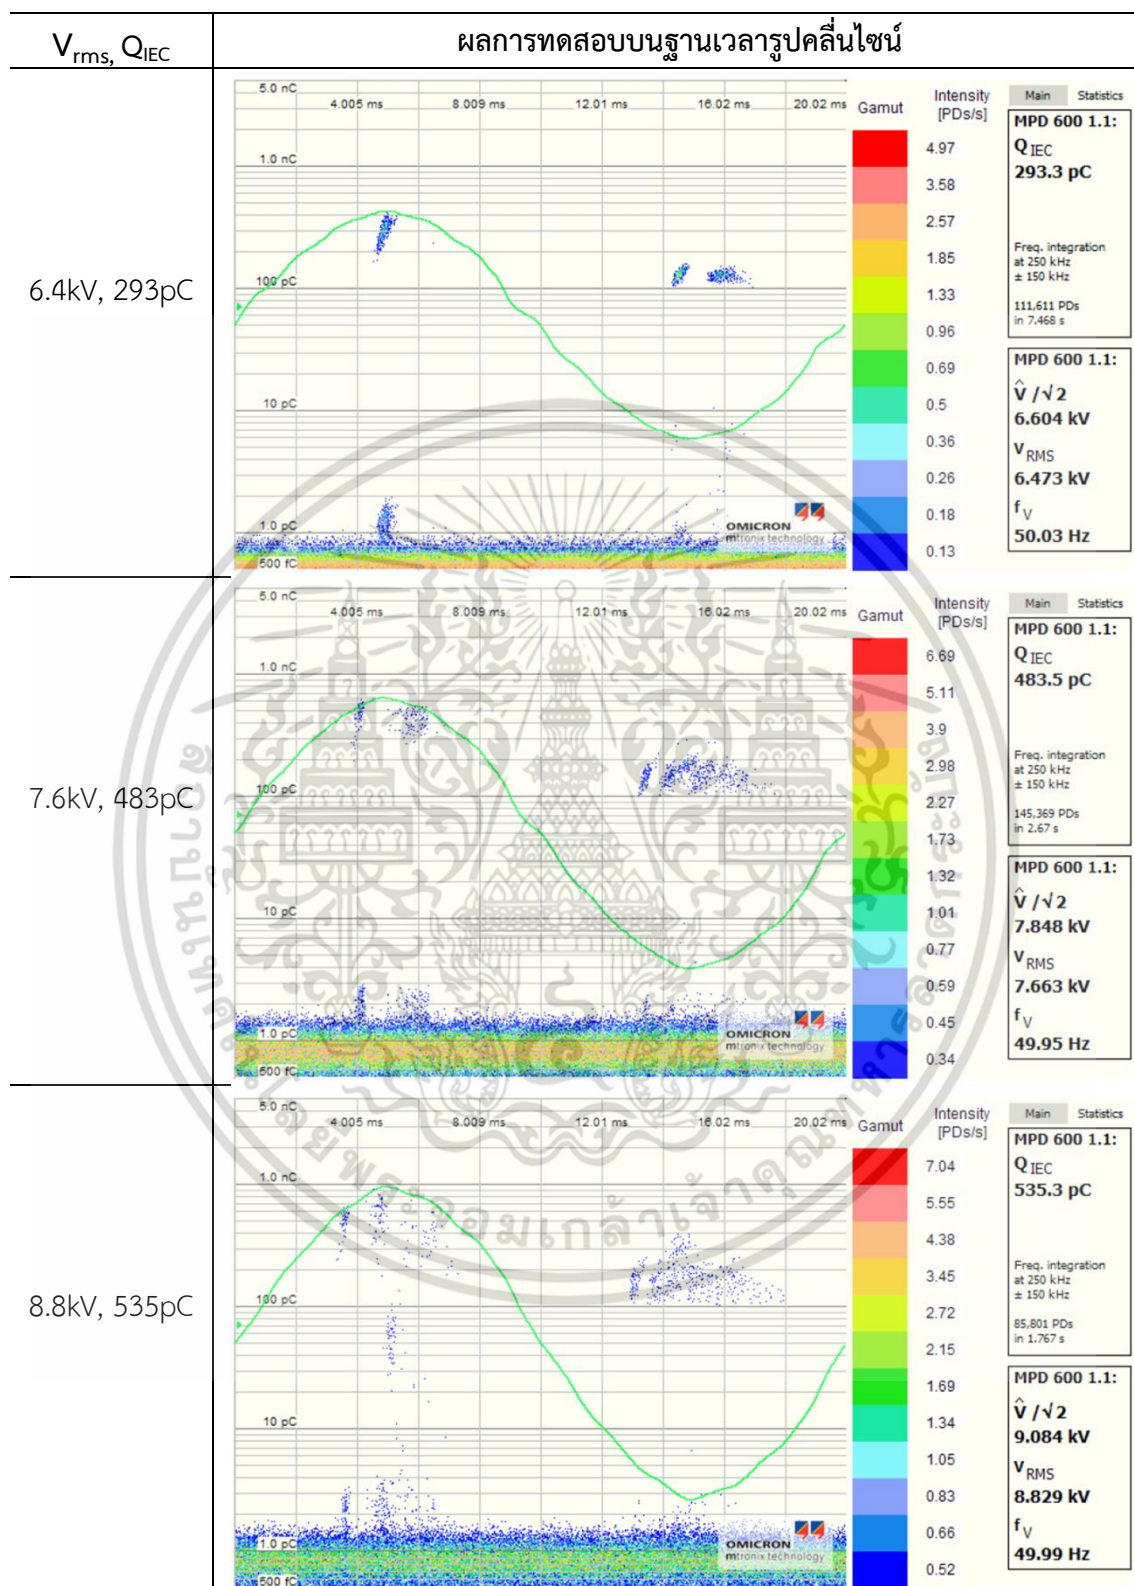 V_rms, Q_IEC
ผลการทดสอบบนฐานเวลารูปคลื่นไซน์
6.4kV, 293pC
5.0 nC
4.005 ms 8.009 ms 12.01 ms 16.02 ms 20.02 ms
1.0 nC
100 pC
10 pC
1.0 pC
500 fC
OMICRON
mtronix technology
Gamut
Intensity
[PDs/s]
4.97
3.58
2.57
1.85
1.33
0.96
0.69
0.5
0.36
0.26
0.18
0.13
Main Statistics
MPD 600 1.1:
Q IEC
293.3 pC
Freq. integration
at 250 kHz
± 150 kHz
111,611 PDs
in 7.468 s
MPD 600 1.1:
V̂ /√2
6.604 kV
V RMS
6.473 kV
f V
50.03 Hz
7.6kV, 483pC
5.0 nC
4.005 ms 8.009 ms 12.01 ms 16.02 ms 20.02 ms
1.0 nC
100 pC
10 pC
1.0 pC
500 fC
OMICRON
mtronix technology
Gamut
Intensity
[PDs/s]
6.69
5.11
3.9
2.98
2.27
1.73
1.32
1.01
0.77
0.59
0.45
0.34
Main Statistics
MPD 600 1.1:
Q IEC
483.5 pC
Freq. integration
at 250 kHz
± 150 kHz
145,369 PDs
in 2.67 s
MPD 600 1.1:
V̂ /√2
7.848 kV
V RMS
7.663 kV
f V
49.95 Hz
8.8kV, 535pC
5.0 nC
4.005 ms 8.009 ms 12.01 ms 16.02 ms 20.02 ms
1.0 nC
100 pC
10 pC
1.0 pC
500 fC
OMICRON
mtronix technology
Gamut
Intensity
[PDs/s]
7.04
5.55
4.38
3.45
2.72
2.15
1.69
1.34
1.05
0.83
0.66
0.52
Main Statistics
MPD 600 1.1:
Q IEC
535.3 pC
Freq. integration
at 250 kHz
± 150 kHz
85,801 PDs
in 1.767 s
MPD 600 1.1:
V̂ /√2
9.084 kV
V RMS
8.829 kV
f V
49.99 Hz